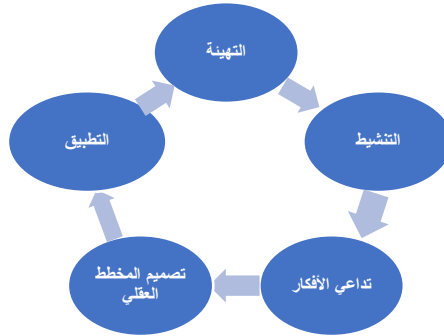 التهيئة
التنشيط
تداعي الأفكار
تصميم المخطط
العقلي
التطبيق